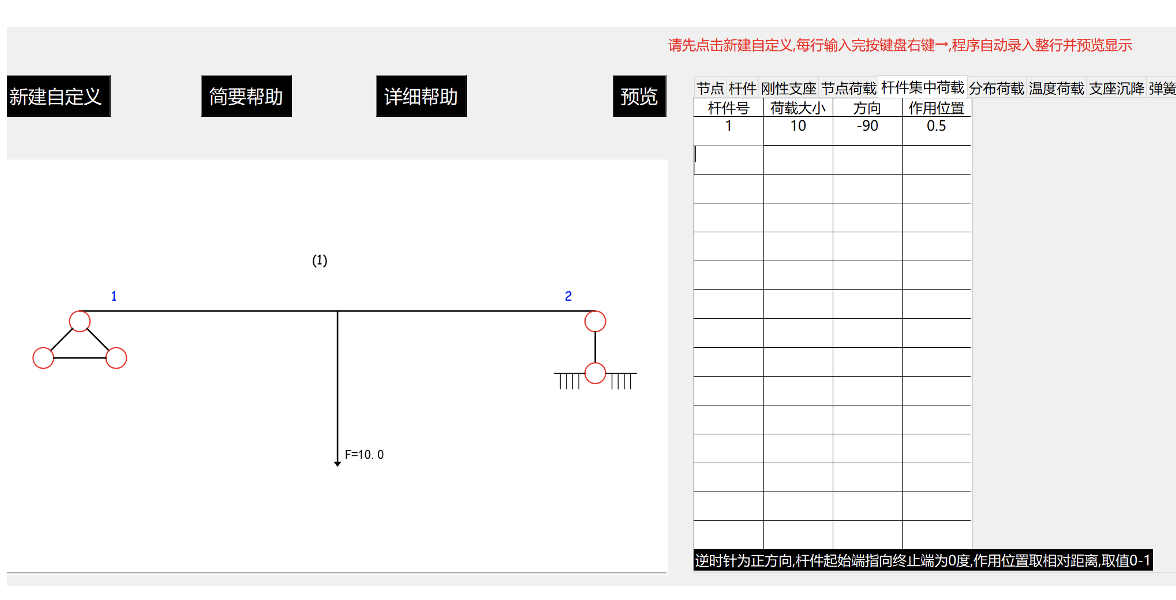 请先点击新建自定义,每行输入完按键盘右键→,程序自动录入整行并预览显示
新建自定义 简要帮助 详细帮助 预览
节点 杆件 刚性支座 节点荷载 杆件集中荷载 分布荷载 温度荷载 支座沉降 弹簧
杆件号 荷载大小 方向 作用位置
1 10 -90 0.5
(1)
1 2
F=10.0
逆时针为正方向,杆件起始端指向终止端为0度,作用位置取相对距离,取值0-1